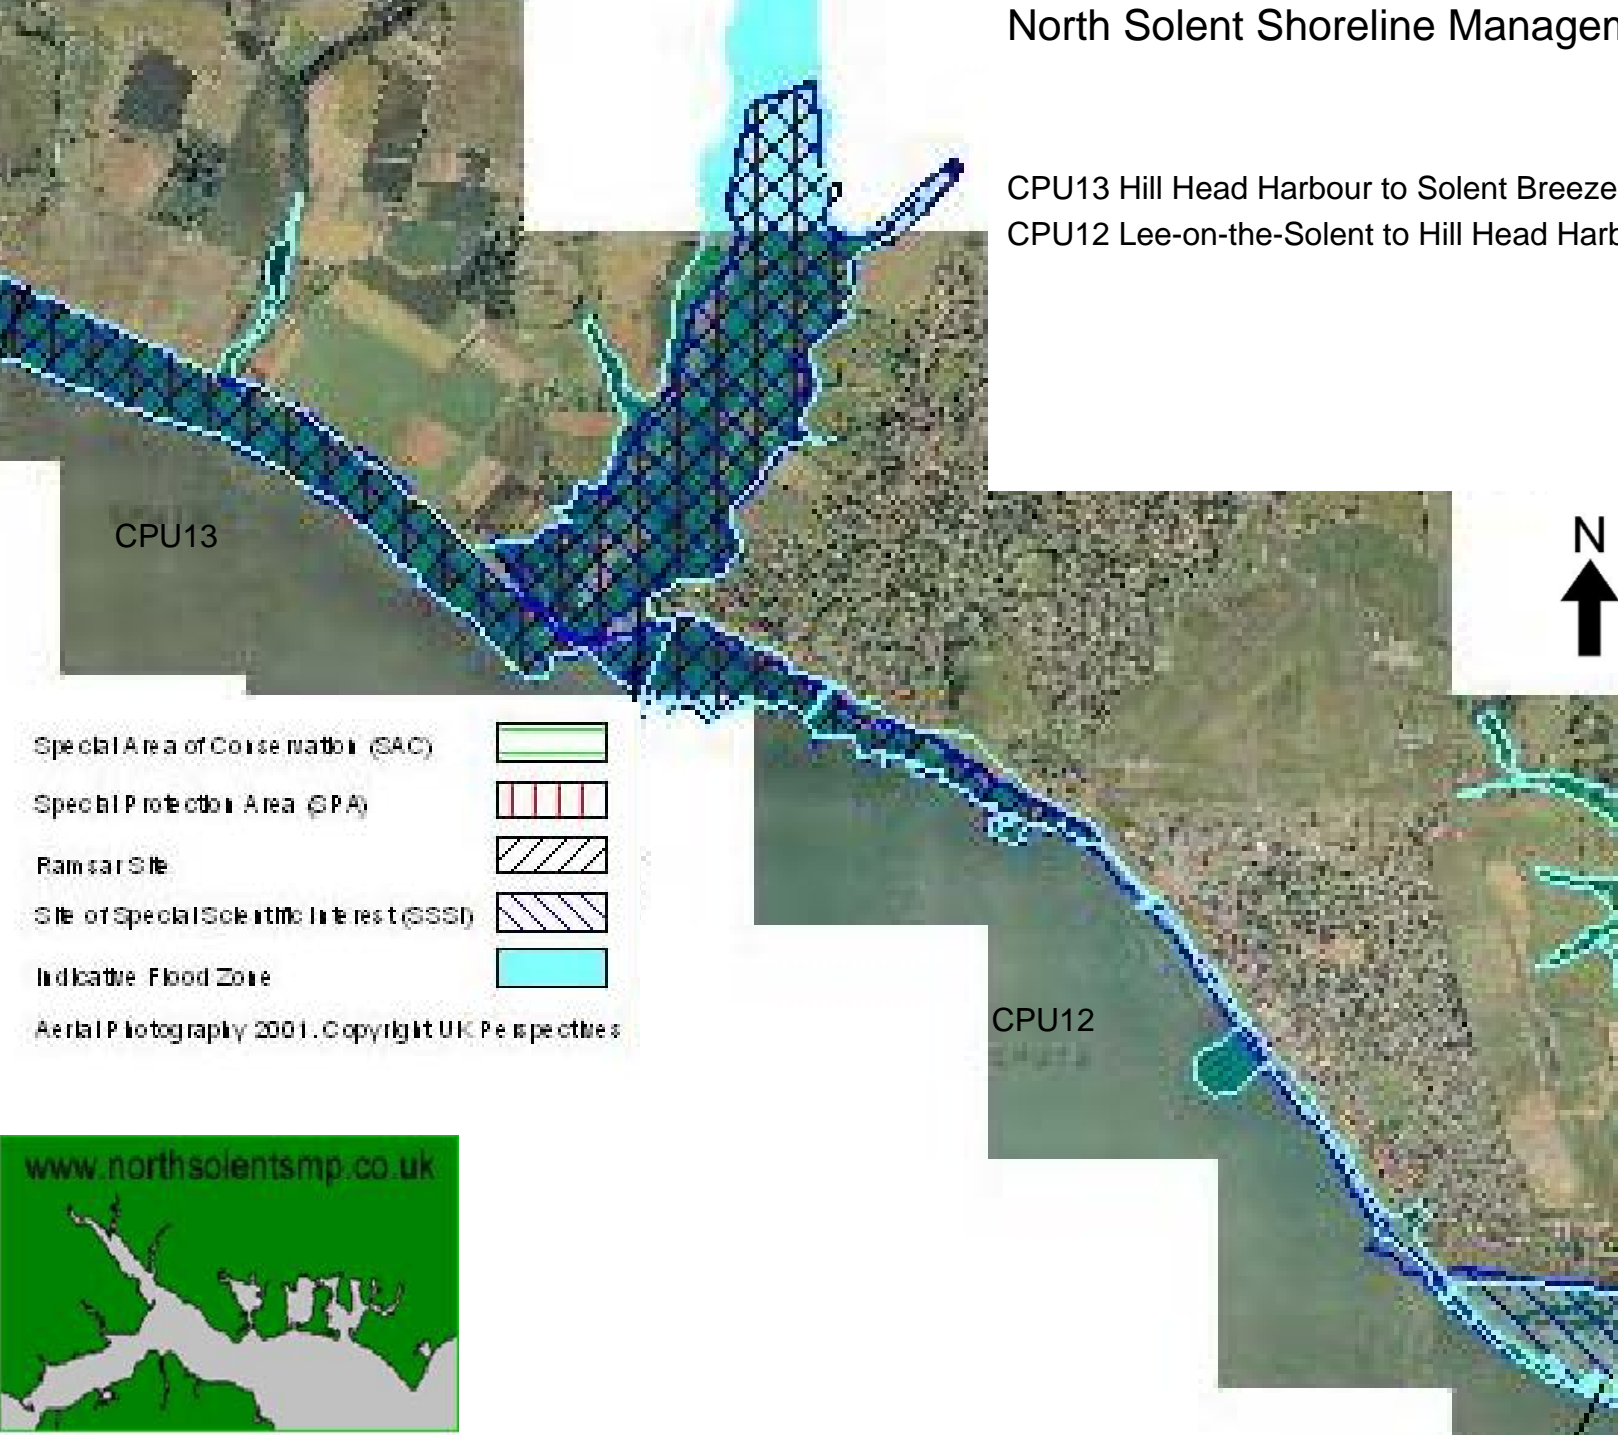 North Solent Shoreline Managem
CPU13 Hill Head Harbour to Solent Breeze
CPU12 Lee-on-the-Solent to Hill Head Harb
N
CPU13
Special Area of Conservation (SAC)
Special Protection Area (SPA)
Ramsar Site
Site of Special Scientific Interest (SSSI)
Indicative Flood Zone
Aerial Photography 2001. Copyright UK Perspectives
CPU12
www.northsolentsmp.co.uk